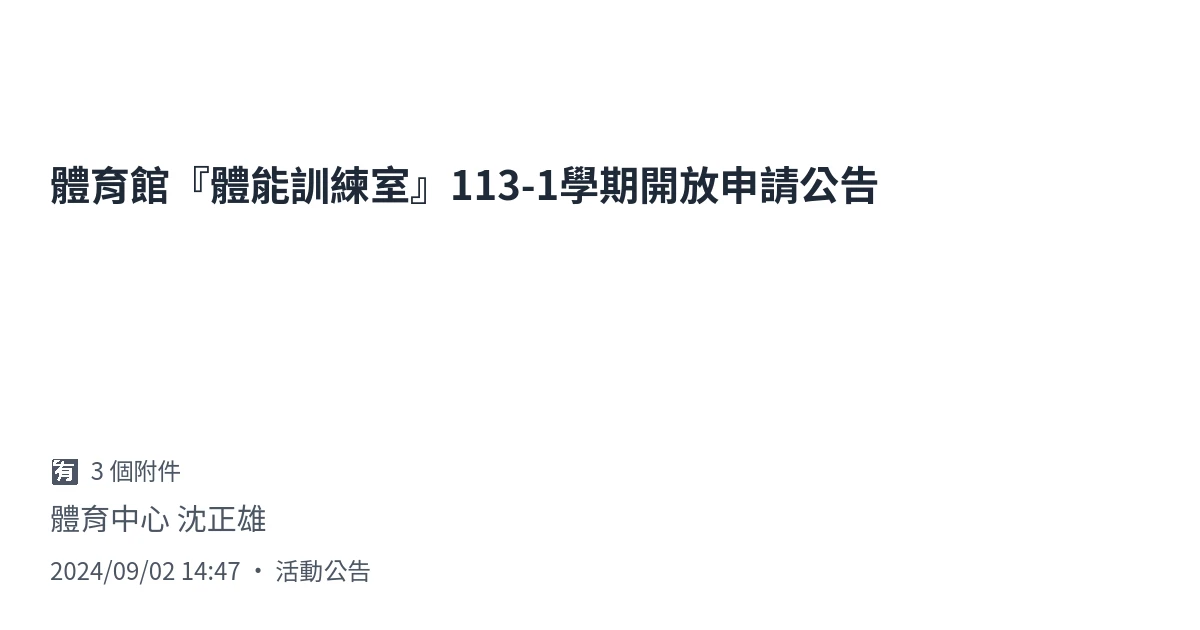 體育館『體能訓練室』113-1學期開放申請公告
🈶 3 個附件
體育中心 沈正雄
2024/09/02 14:47 • 活動公告